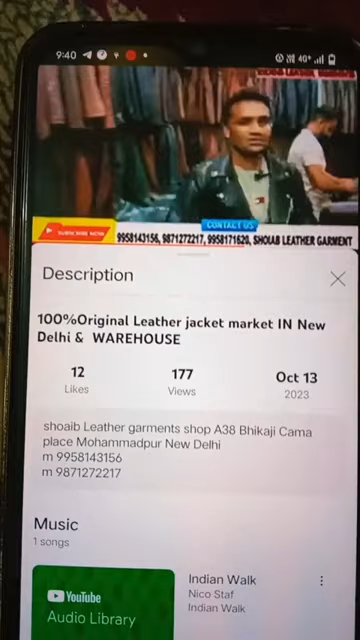 9:40
4G
SUBSCRIBE NOW
CONTACT US
9958143156, 9871272217, 9958171620, SHOIAB LEATHER GARMENT
Description
100%Original Leather jacket market IN New
Delhi & WAREHOUSE
12
177
Oct 13
Likes
Views
2023
shoaib Leather garments shop A38 Bhikaji Cama
place Mohammadpur New Delhi
m 9958143156
m 9871272217
Music
1 songs
YouTube
Audio Library
Indian Walk
Nico Staf
Indian Walk